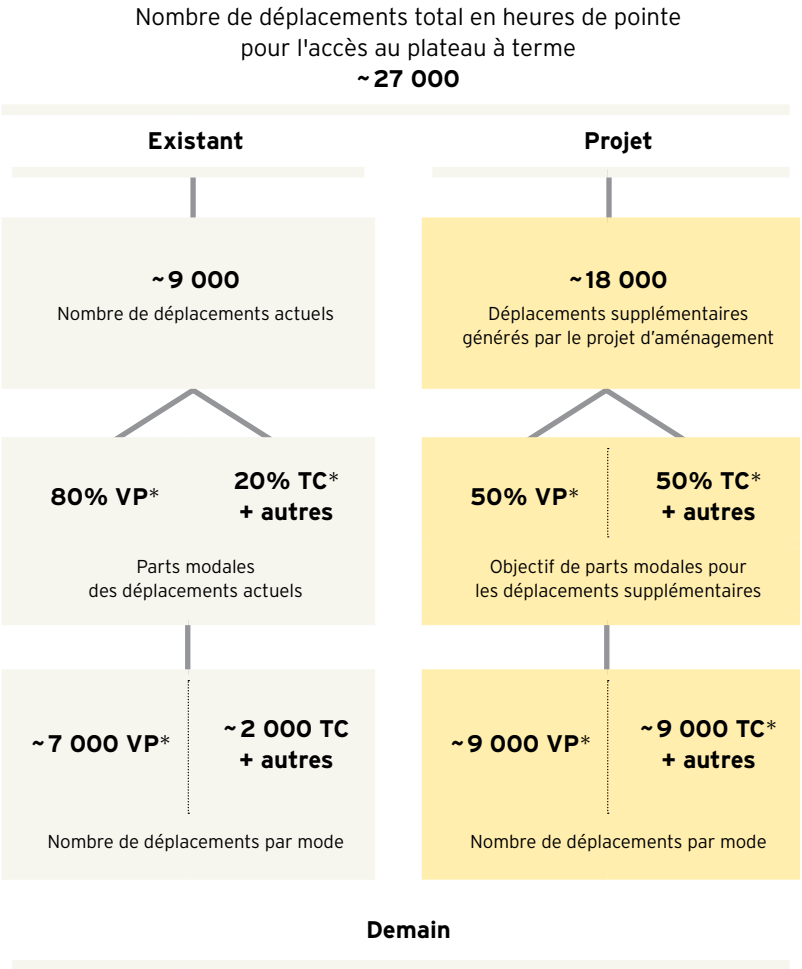 Nombre de déplacements total en heures de pointe
pour l'accès au plateau à terme
~27 000
Existant
Projet
~9 000
Nombre de déplacements actuels
~18 000
Déplacements supplémentaires
générés par le projet d’aménagement
80% VP*
20% TC*
+ autres
Parts modales
des déplacements actuels
50% VP*
50% TC*
+ autres
Objectif de parts modales pour
les déplacements supplémentaires
~7 000 VP*
~2 000 TC
+ autres
Nombre de déplacements par mode
~9 000 VP*
~9 000 TC*
+ autres
Nombre de déplacements par mode
Demain